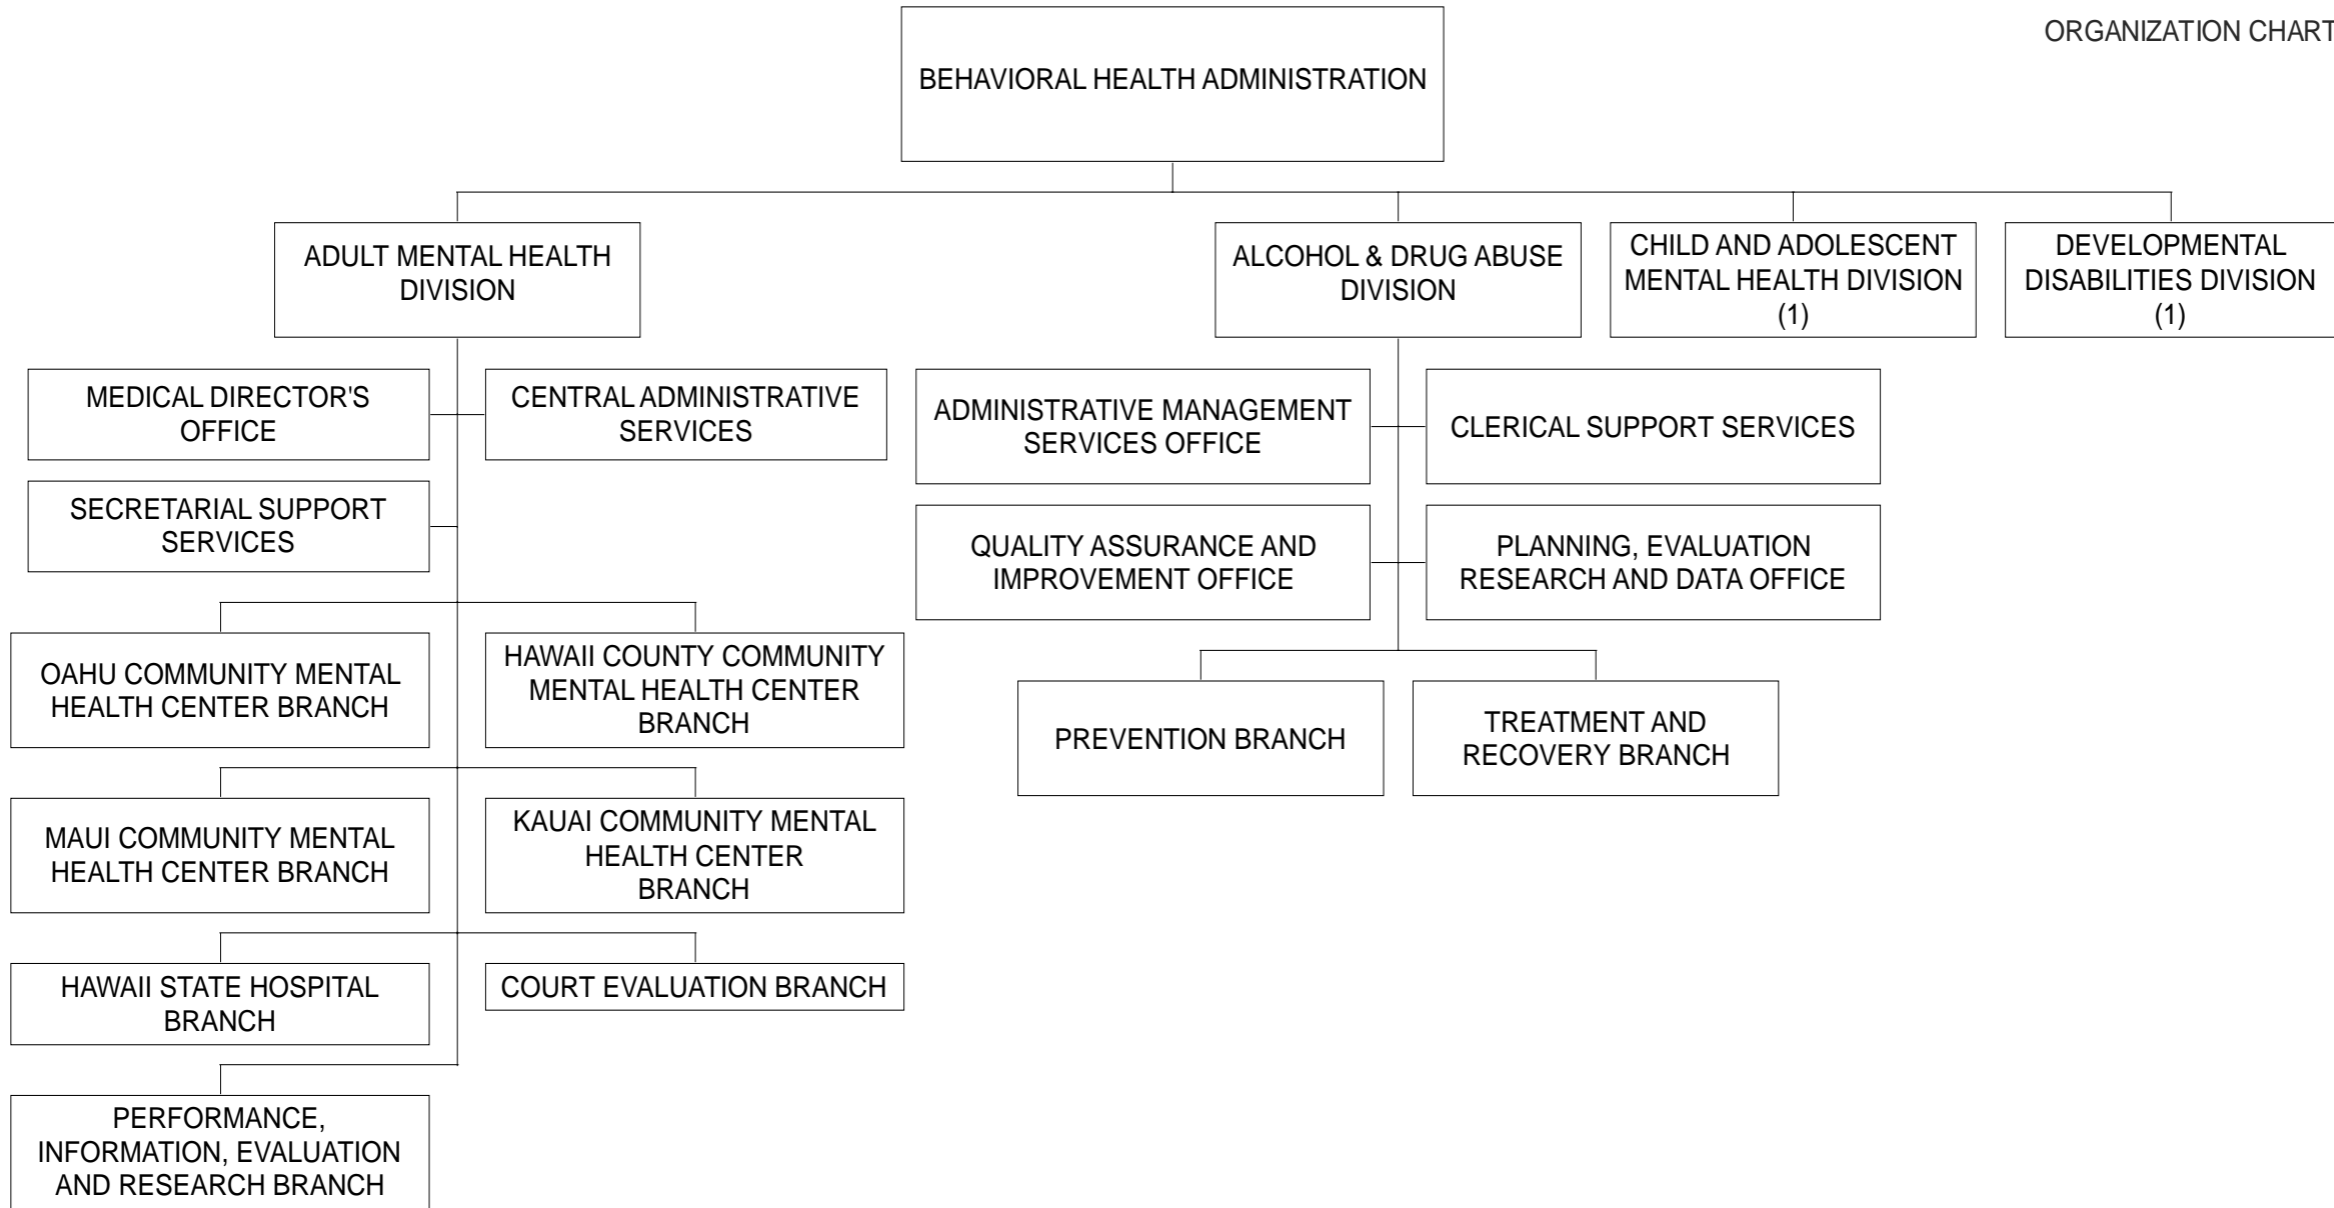 ORGANIZATION CHART
BEHAVIORAL HEALTH ADMINISTRATION
ADULT MENTAL HEALTH
DIVISION
ALCOHOL & DRUG ABUSE
DIVISION
CHILD AND ADOLESCENT
MENTAL HEALTH DIVISION
(1)
DEVELOPMENTAL
DISABILITIES DIVISION
(1)
MEDICAL DIRECTOR'S
OFFICE
CENTRAL ADMINISTRATIVE
SERVICES
SECRETARIAL SUPPORT
SERVICES
OAHU COMMUNITY MENTAL
HEALTH CENTER BRANCH
HAWAII COUNTY COMMUNITY
MENTAL HEALTH CENTER
BRANCH
MAUI COMMUNITY MENTAL
HEALTH CENTER BRANCH
KAUAI COMMUNITY MENTAL
HEALTH CENTER
BRANCH
HAWAII STATE HOSPITAL
BRANCH
COURT EVALUATION BRANCH
PERFORMANCE,
INFORMATION, EVALUATION
AND RESEARCH BRANCH
ADMINISTRATIVE MANAGEMENT
SERVICES OFFICE
CLERICAL SUPPORT SERVICES
QUALITY ASSURANCE AND
IMPROVEMENT OFFICE
PLANNING, EVALUATION
RESEARCH AND DATA OFFICE
PREVENTION BRANCH
TREATMENT AND
RECOVERY BRANCH